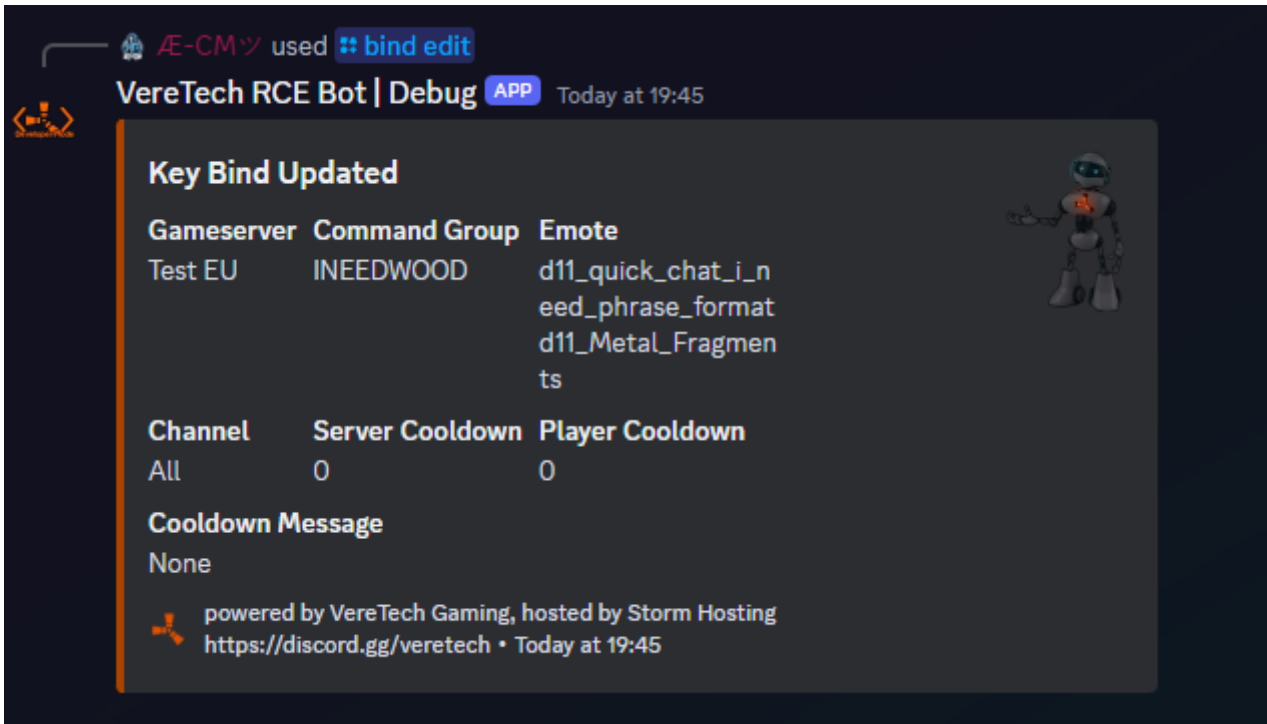 Æ-CMツ used bind edit
VereTech RCE Bot | Debug APP Today at 19:45
Key Bind Updated
Gameserver Command Group Emote
Test EU INEEDWOOD d11_quick_chat_i_n
eed_phrase_format
d11_Metal_Fragmen
ts
Channel Server Cooldown Player Cooldown
All 0 0
Cooldown Message
None
powered by VereTech Gaming, hosted by Storm Hosting
https://discord.gg/veretech • Today at 19:45